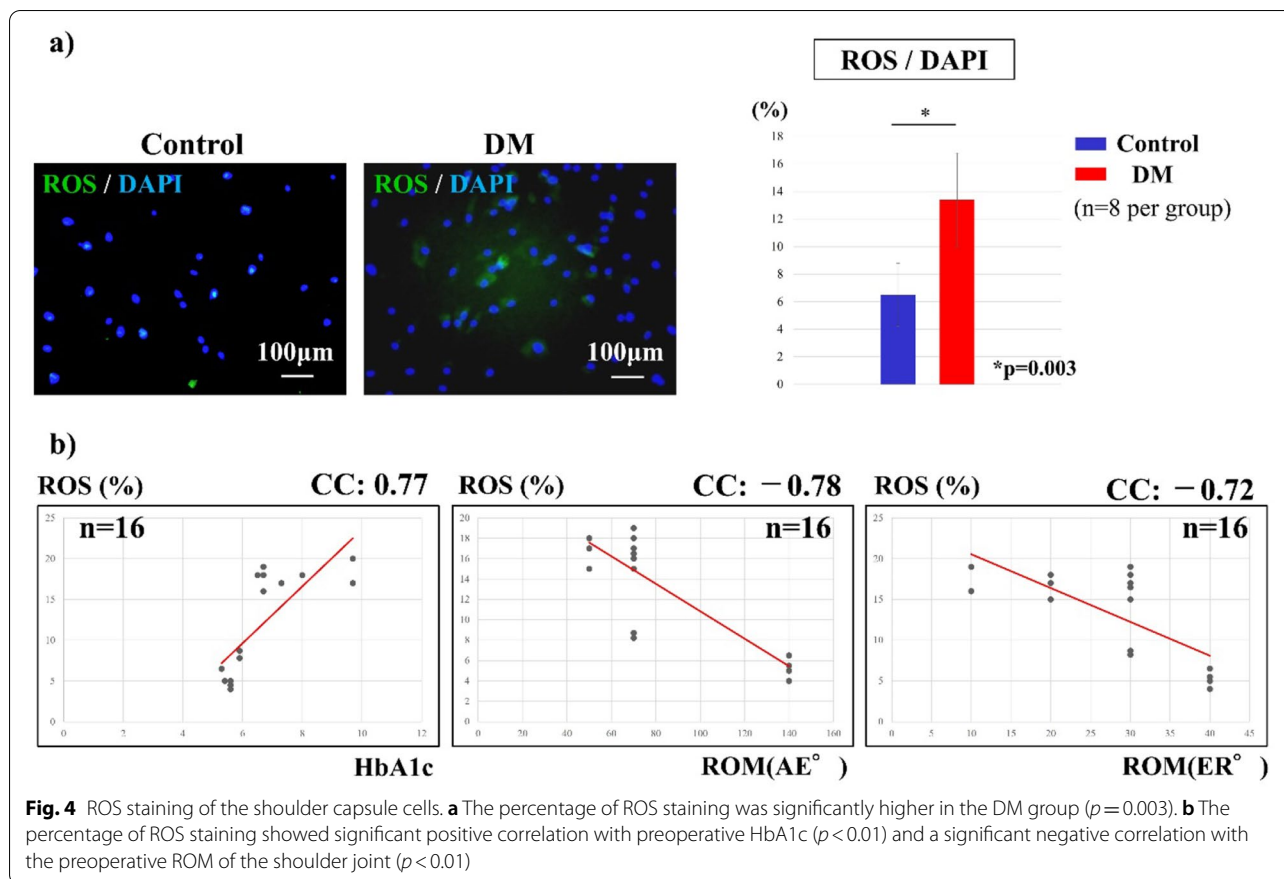 a)
ROS / DAPI
(%)
Control
DM
ROS / DAPI
ROS / DAPI
100μm
100μm
18
16
14
12
10
8
6
4
2
0
*
Control
DM
(n=8 per group)
*p=0.003
b)
ROS (%)
CC: 0.77
n=16
25
20
15
10
5
0
0 2 4 6 8 10 12
HbA1c
ROS (%)
CC: −0.78
n=16
20
18
16
14
12
10
8
6
4
2
0
0 20 40 60 80 100 120 140 160
ROM(AE°)
ROS (%)
CC: −0.72
n=16
25
20
15
10
5
0
0 5 10 15 20 25 30 35 40 45
ROM(ER°)
Fig. 4 ROS staining of the shoulder capsule cells. a The percentage of ROS staining was significantly higher in the DM group (p = 0.003). b The
percentage of ROS staining showed significant positive correlation with preoperative HbA1c (p < 0.01) and a significant negative correlation with
the preoperative ROM of the shoulder joint (p < 0.01)